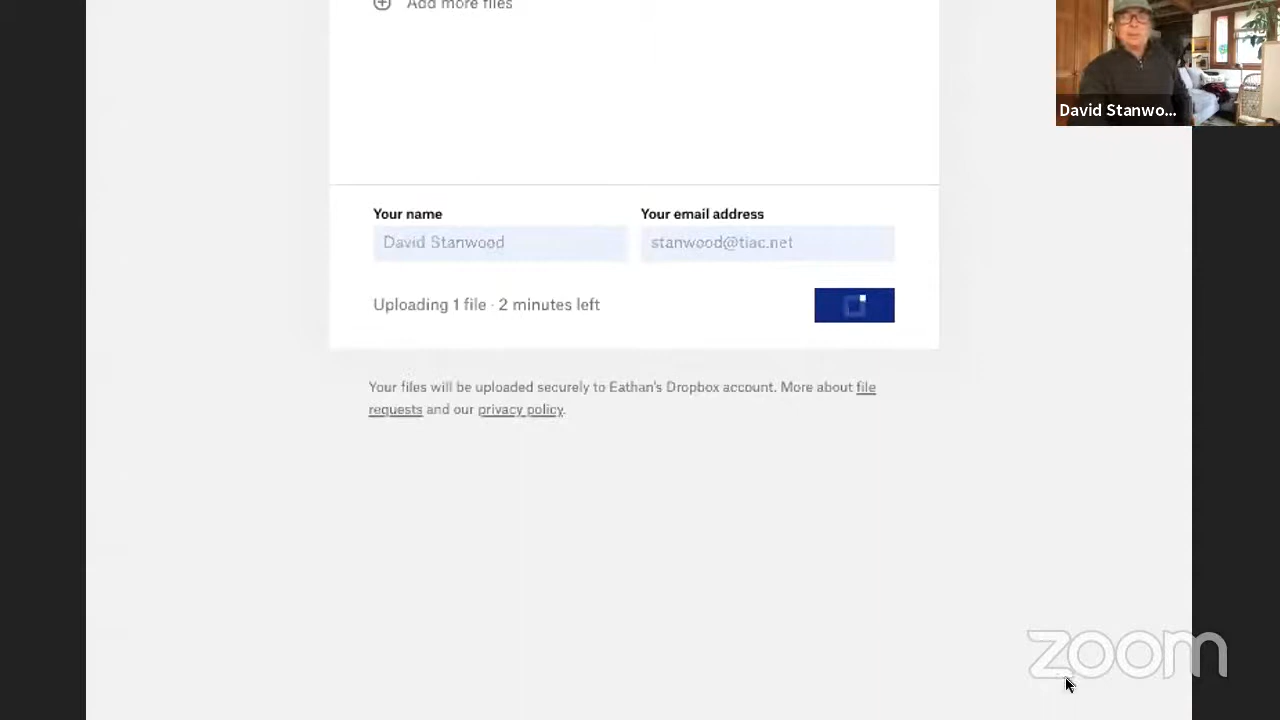 Add more files
David Stanwo...
Your name
Your email address
David Stanwood
stanwood@tiac.net
Uploading 1 file · 2 minutes left
Your files will be uploaded securely to Eathan's Dropbox account. More about file
requests and our privacy policy.
zoom